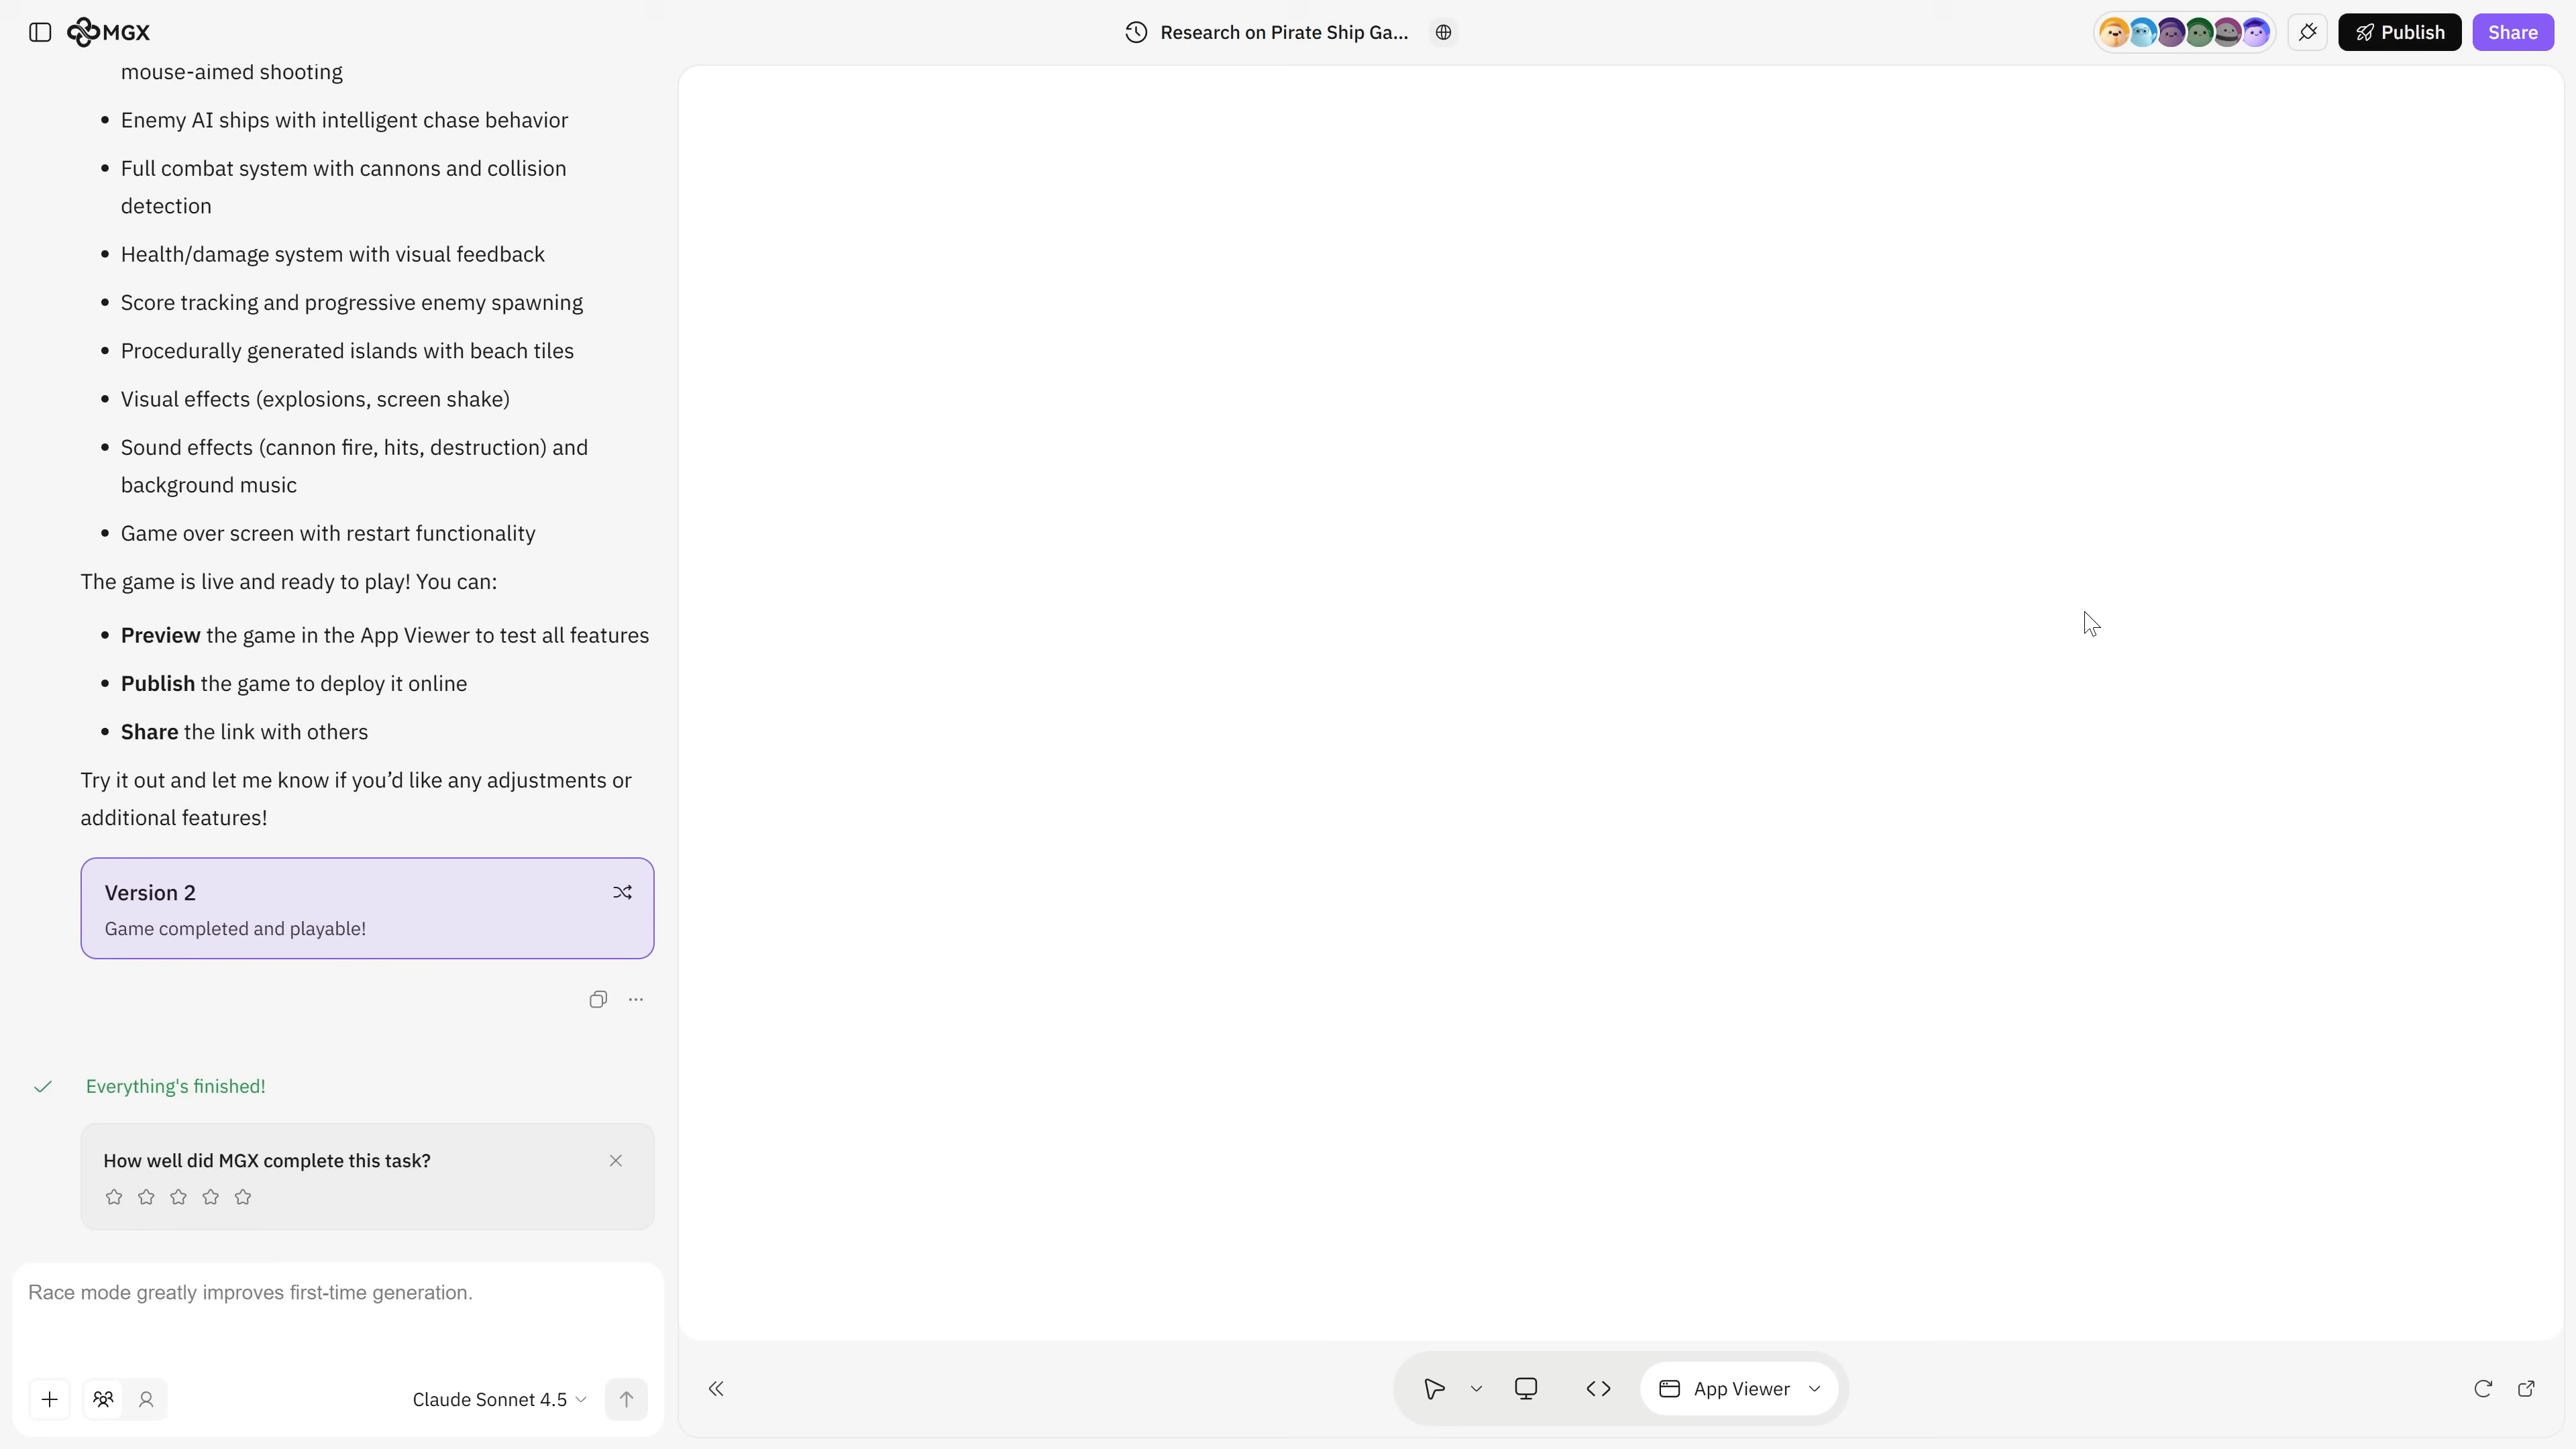 MGX
Research on Pirate Ship Ga...
Publish
Share
mouse-aimed shooting
• Enemy AI ships with intelligent chase behavior
• Full combat system with cannons and collision
detection
• Health/damage system with visual feedback
• Score tracking and progressive enemy spawning
• Procedurally generated islands with beach tiles
• Visual effects (explosions, screen shake)
• Sound effects (cannon fire, hits, destruction) and
background music
• Game over screen with restart functionality
The game is live and ready to play! You can:
• Preview the game in the App Viewer to test all features
• Publish the game to deploy it online
• Share the link with others
Try it out and let me know if you’d like any adjustments or
additional features!
Version 2
Game completed and playable!
Everything's finished!
How well did MGX complete this task?
Race mode greatly improves first-time generation.
Claude Sonnet 4.5
App Viewer